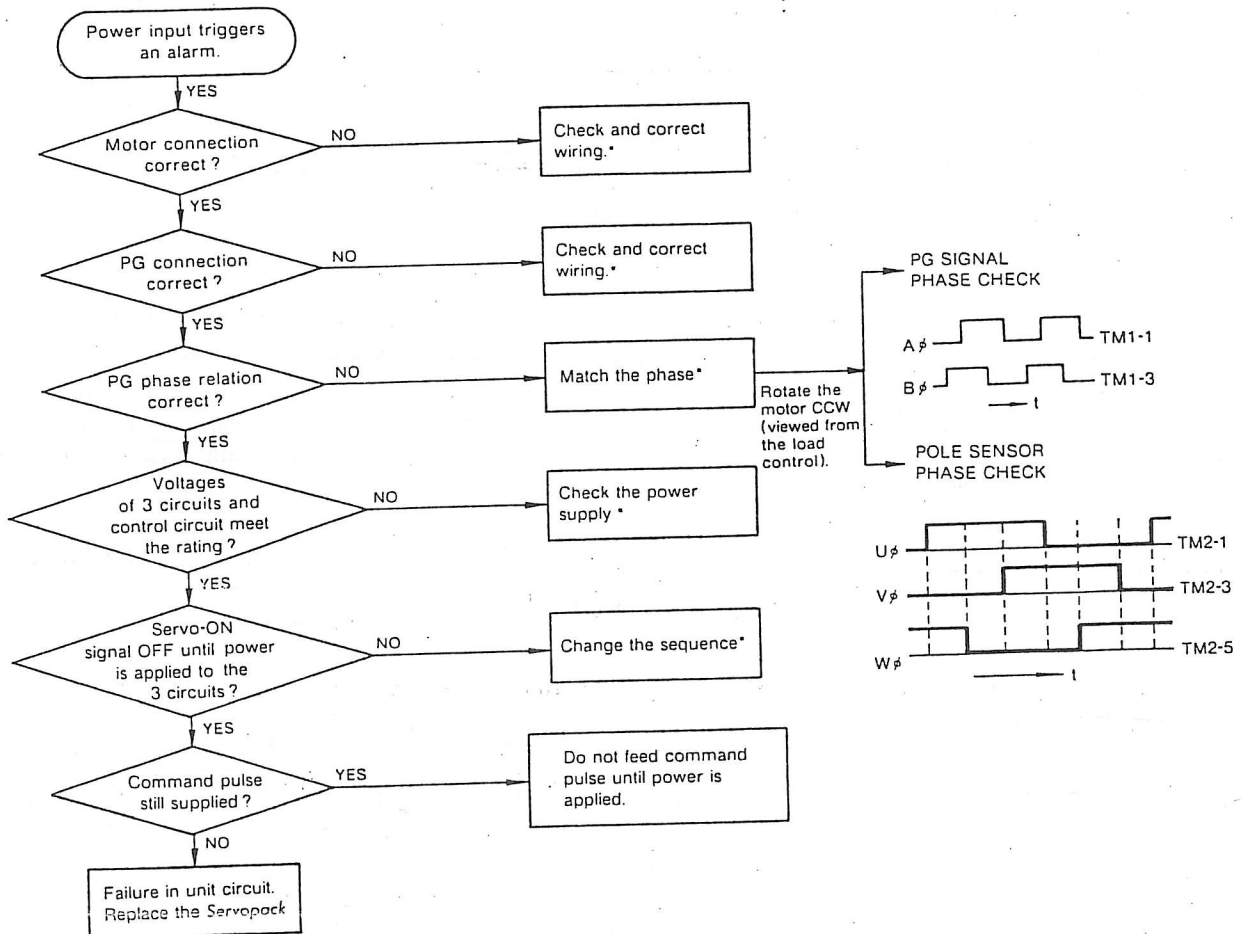 Power input triggers
an alarm.
YES
Motor connection
correct ?
NO
Check and correct
wiring.*
YES
PG connection
correct ?
NO
Check and correct
wiring.*
YES
PG phase relation
correct ?
NO
Match the phase*
Rotate the
motor CCW
(viewed from
the load
control).
PG SIGNAL
PHASE CHECK
Aφ
TM1-1
Bφ
TM1-3
t
POLE SENSOR
PHASE CHECK
Uφ
TM2-1
Vφ
TM2-3
Wφ
TM2-5
t
YES
Voltages
of 3 circuits and
control circuit meet
the rating ?
NO
Check the power
supply *
YES
Servo-ON
signal OFF until power
is applied to the
3 circuits ?
NO
Change the sequence*
YES
Command pulse
still supplied ?
YES
Do not feed command
pulse until power is
applied.
NO
Failure in unit circuit.
Replace the Servopack